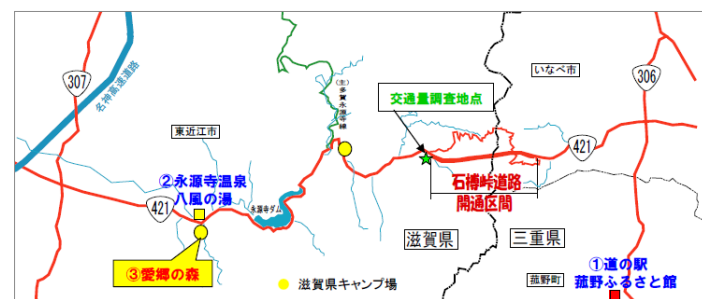 307
名神高速道路
東近江市
②永源寺温泉
八風の湯
421
③愛郷の森
永源寺ダム
(主)多賀永源寺線
交通量調査地点
いなべ市
306
421
石榑峠道路
開通区間
滋賀県
三重県
①道の駅
菰野町
菰野ふるさと館
滋賀県キャンプ場